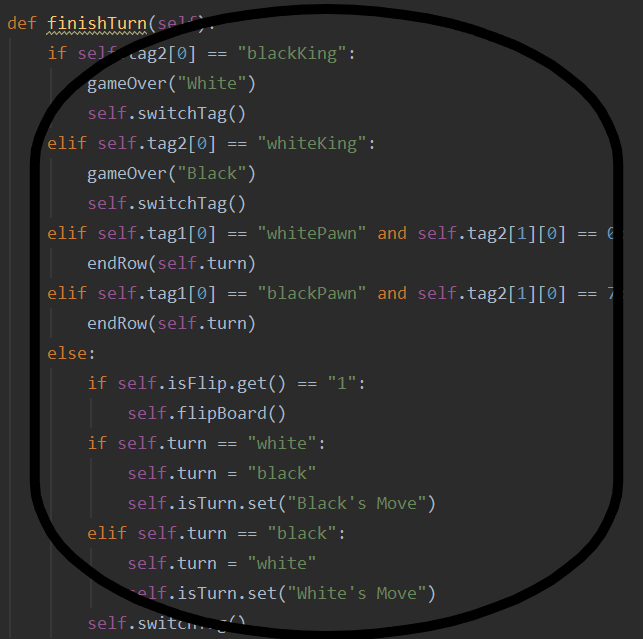 def finishTurn(self):
    if self.tag2[0] == "blackKing":
        gameOver("White")
        self.switchTag()
    elif self.tag2[0] == "whiteKing":
        gameOver("Black")
        self.switchTag()
    elif self.tag1[0] == "whitePawn" and self.tag2[1][0] == 0:
        endRow(self.turn)
    elif self.tag1[0] == "blackPawn" and self.tag2[1][0] == 7:
        endRow(self.turn)
    else:
        if self.isFlip.get() == "1":
            self.flipBoard()
        if self.turn == "white":
            self.turn = "black"
            self.isTurn.set("Black's Move")
        elif self.turn == "black":
            self.turn = "white"
            self.isTurn.set("White's Move")
        self.switchTag()